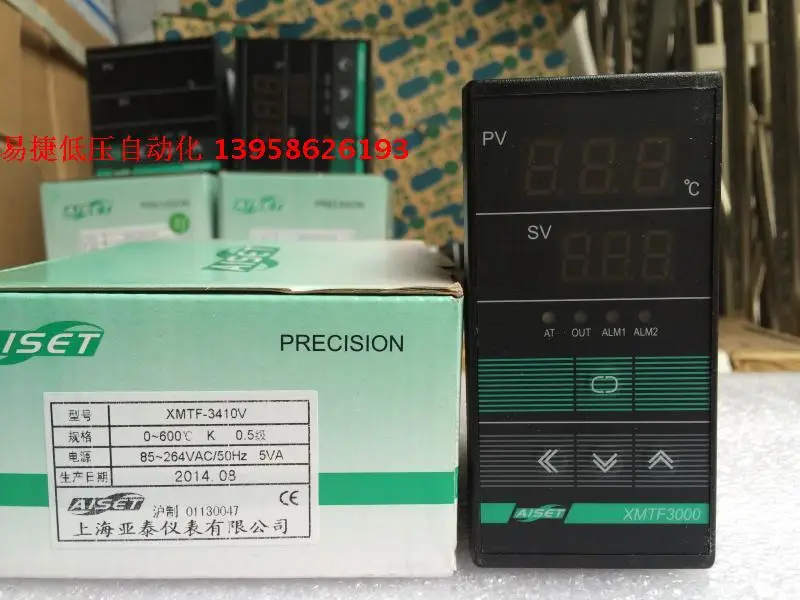 易捷低压自动化 13958626193
AISET PRECISION
AISET PRECISION
AISET
AISET PRECISION
型号 XMTF-3410V
规格 0~600℃ K 0.5级
电源 85~264VAC/50Hz 5VA
生产日期 2014.08
AISET 沪制 01130047 CE
上海亚泰仪表有限公司
PV
℃
SV
AT OUT ALM1 ALM2
AISET XMTF3000